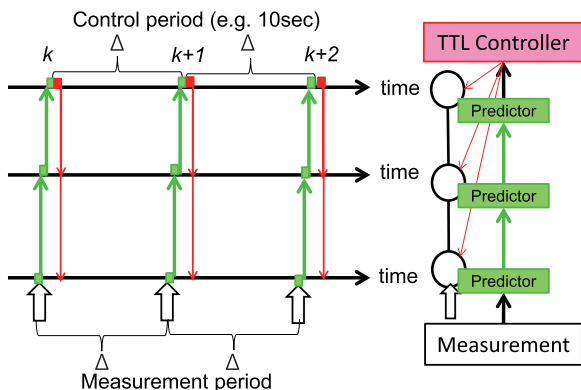 Control period (e.g. 10sec)
Δ
Δ
k
k+1
k+2
time
time
time
Δ
Δ
Measurement period
TTL Controller
Predictor
Predictor
Predictor
Measurement